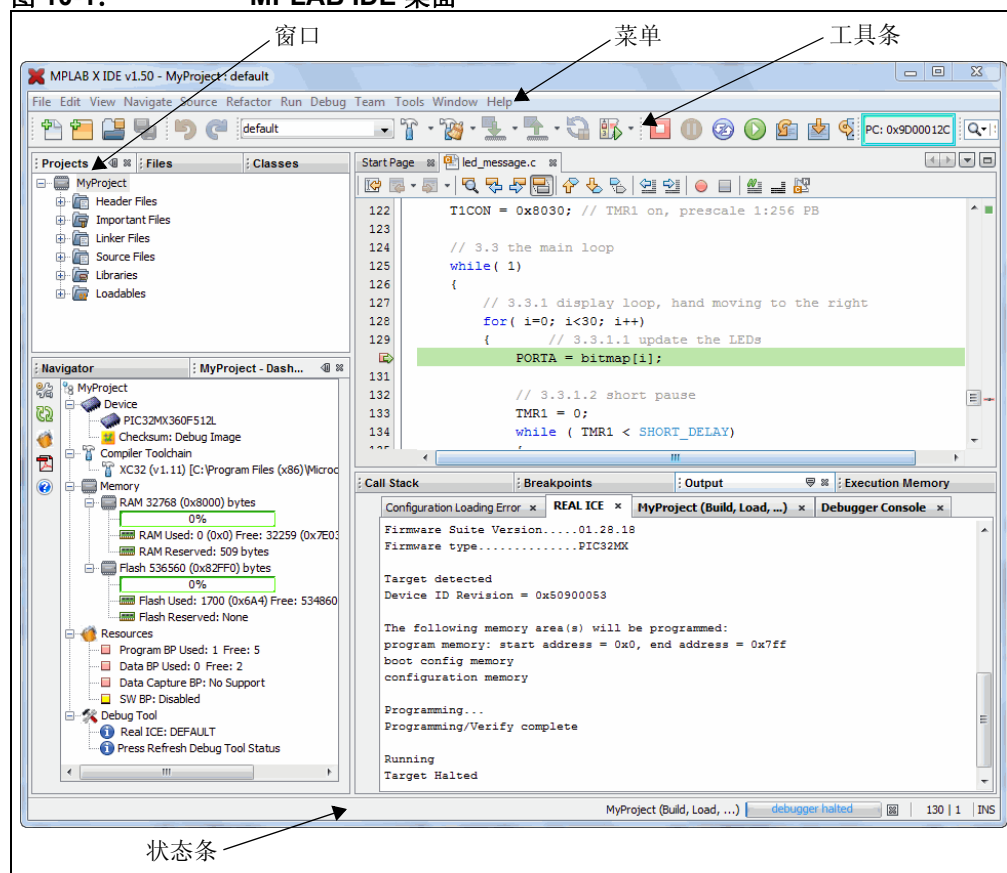 图 10-1: MPLAB IDE 桌面
窗口
菜单
工具条
MPLAB X IDE v1.50 - MyProject : default
File Edit View Navigate Source Refactor Run Debug Team Tools Window Help
default
PC: 0x9D00012C
Projects
Files
Classes
MyProject
Header Files
Important Files
Linker Files
Source Files
Libraries
Loadables
Start Page
led_message.c
122 T1CON = 0x8030; // TMR1 on, prescale 1:256 PB
123
124 // 3.3 the main loop
125 while( 1)
126 {
127 // 3.3.1 display loop, hand moving to the right
128 for( i=0; i<30; i++)
129 { // 3.3.1.1 update the LEDs
PORTA = bitmap[i];
131
132 // 3.3.1.2 short pause
133 TMR1 = 0;
134 while ( TMR1 < SHORT_DELAY)
135 {
Navigator
MyProject - Dash...
MyProject
Device
PIC32MX360F512L
Checksum: Debug Image
Compiler Toolchain
XC32 (v1.11) [C:\Program Files (x86)\Microc
Memory
RAM 32768 (0x8000) bytes
0%
RAM Used: 0 (0x0) Free: 32259 (0x7E03
RAM Reserved: 509 bytes
Flash 536560 (0x82FF0) bytes
0%
Flash Used: 1700 (0x6A4) Free: 534860
Flash Reserved: None
Resources
Program BP Used: 1 Free: 5
Data BP Used: 0 Free: 2
Data Capture BP: No Support
SW BP: Disabled
Debug Tool
Real ICE: DEFAULT
Press Refresh Debug Tool Status
Call Stack
Breakpoints
Output
Execution Memory
Configuration Loading Error
REAL ICE
MyProject (Build, Load, ...)
Debugger Console
Firmware Suite Version.....01.28.18
Firmware type..............PIC32MX
Target detected
Device ID Revision = 0x50900053
The following memory area(s) will be programmed:
program memory: start address = 0x0, end address = 0x7ff
boot config memory
configuration memory
Programming...
Programming/Verify complete
Running
Target Halted
MyProject (Build, Load, ...)
debugger halted
130 | 1
INS
状态条